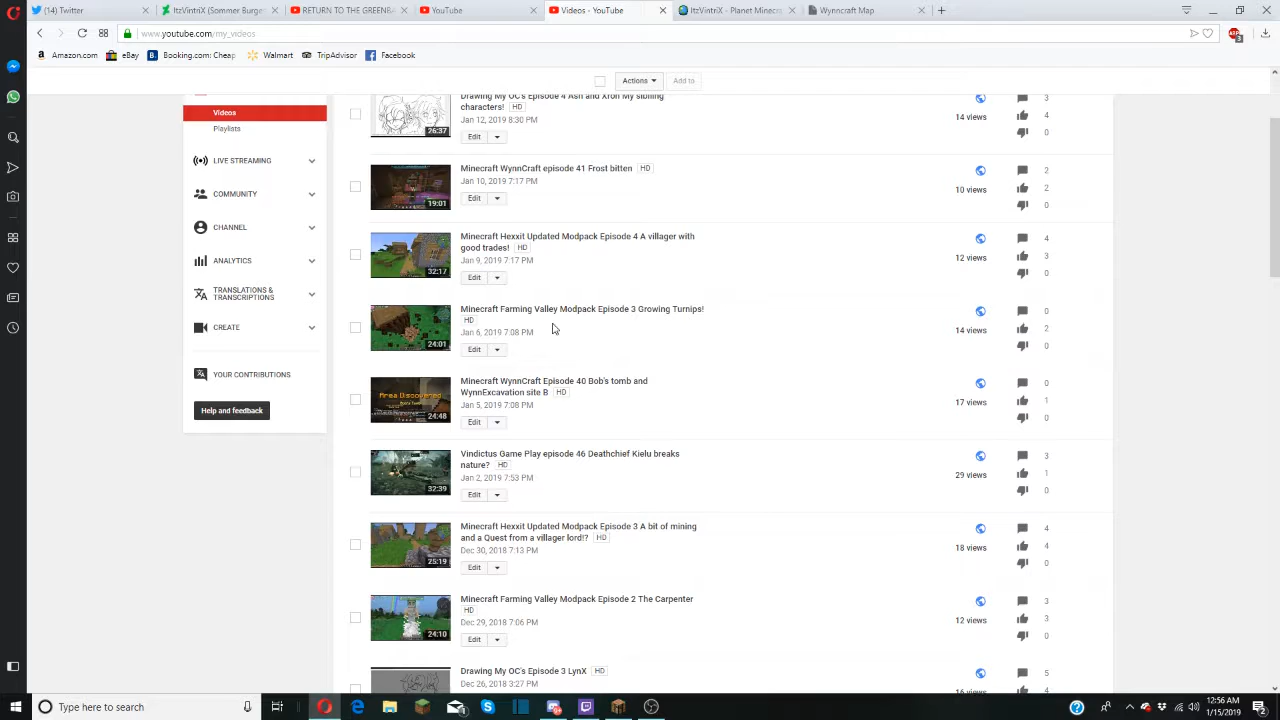 (14) Twitter
ItzVintriX (Sommer Burger
RETURN TO THE GREENB
YouTube
Videos - YouTube
ItzVintriX - Planet Minecr
Wynncraft Map
www.youtube.com/my_videos
Amazon.com eBay Booking.com: Cheap Walmart TripAdvisor Facebook
Actions Add to
Videos
Playlists
LIVE STREAMING
COMMUNITY
CHANNEL
ANALYTICS
TRANSLATIONS &
TRANSCRIPTIONS
CREATE
YOUR CONTRIBUTIONS
Help and feedback
Drawing My OC's Episode 4 Ash and Xron My sibling 3
characters! HD
Jan 12, 2019 8:30 PM 14 views 4
26:37 0
Edit
Minecraft WynnCraft episode 41 Frost bitten HD 2
Jan 10, 2019 7:17 PM 10 views 2
19:01 Edit 0
Minecraft Hexxit Updated Modpack Episode 4 A villager with 4
good trades! HD 12 views 3
Jan 9, 2019 7:17 PM
32:17 Edit 0
Minecraft Farming Valley Modpack Episode 3 Growing Turnips! 0
HD
Jan 6, 2019 7:08 PM 14 views 2
24:01 Edit 0
Minecraft WynnCraft Episode 40 Bob's tomb and 0
WynnExcavation site B HD
Area Discovered
Jan 5, 2019 7:08 PM 17 views 1
24:48 Edit 0
Vindictus Game Play episode 46 Deathchief Kielu breaks 3
nature? HD
Jan 2, 2019 7:53 PM 29 views 1
32:39 Edit 0
Minecraft Hexxit Updated Modpack Episode 3 A bit of mining 4
and a Quest from a villager lord!? HD
Dec 30, 2018 7:13 PM 18 views 4
25:19 Edit 0
Minecraft Farming Valley Modpack Episode 2 The Carpenter 3
HD
Dec 29, 2018 7:06 PM 12 views 3
24:10 Edit 0
Drawing My OC's Episode 3 LynX HD 5
Dec 26, 2018 3:27 PM 16 views 4
Type here to search
12:56 AM
1/15/2019